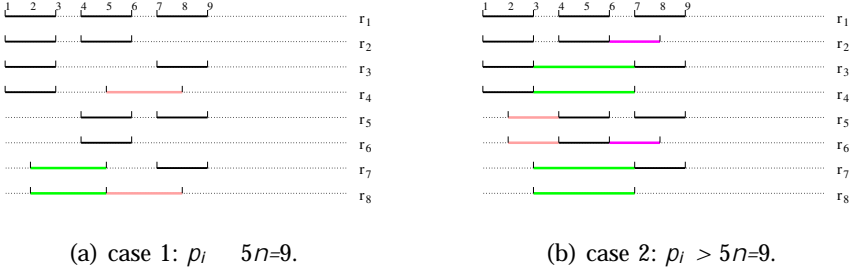 1 2 3 4 5 6 7 8 9
r1
r2
r3
r4
r5
r6
r7
r8
(a) case 1: pi 5n=9.
1 2 3 4 5 6 7 8 9
r1
r2
r3
r4
r5
r6
r7
r8
(b) case 2: pi > 5n=9.